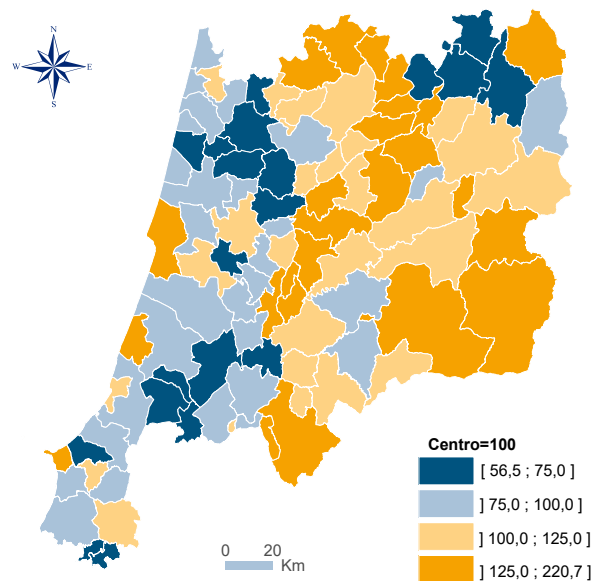 N
W E
S
Centro=100
[ 56,5 ; 75,0 ]
] 75,0 ; 100,0 ]
] 100,0 ; 125,0 ]
] 125,0 ; 220,7 ]
0 20
Km